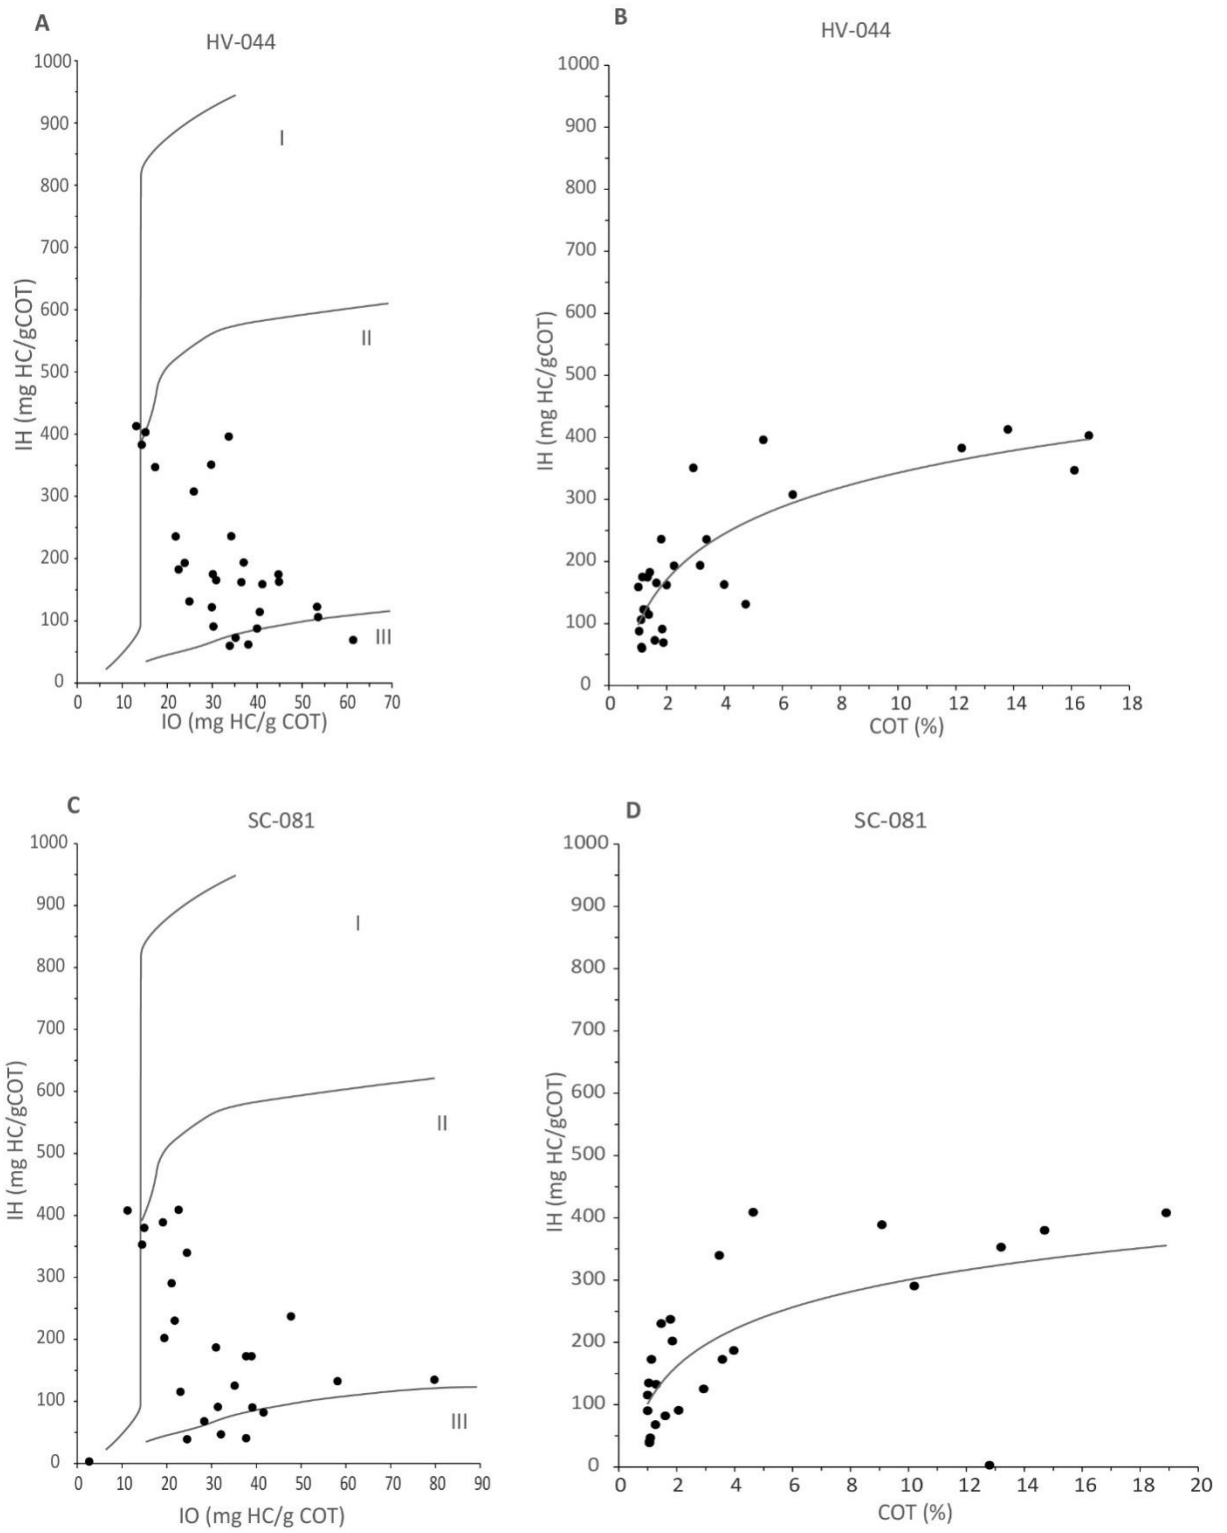 A
HV-044
1000
900
800
700
600
500
400
300
200
100
0
IH (mg HC/gCOT)
I
II
III
0 10 20 30 40 50 60 70
IO (mg HC/g COT)
B
HV-044
1000
900
800
700
600
500
400
300
200
100
0
IH (mg HC/gCOT)
0 2 4 6 8 10 12 14 16 18
COT (%)
C
SC-081
1000
900
800
700
600
500
400
300
200
100
0
IH (mg HC/gCOT)
I
II
III
0 10 20 30 40 50 60 70 80 90
IO (mg HC/g COT)
D
SC-081
1000
900
800
700
600
500
400
300
200
100
0
IH (mg HC/gCOT)
0 2 4 6 8 10 12 14 16 18 20
COT (%)